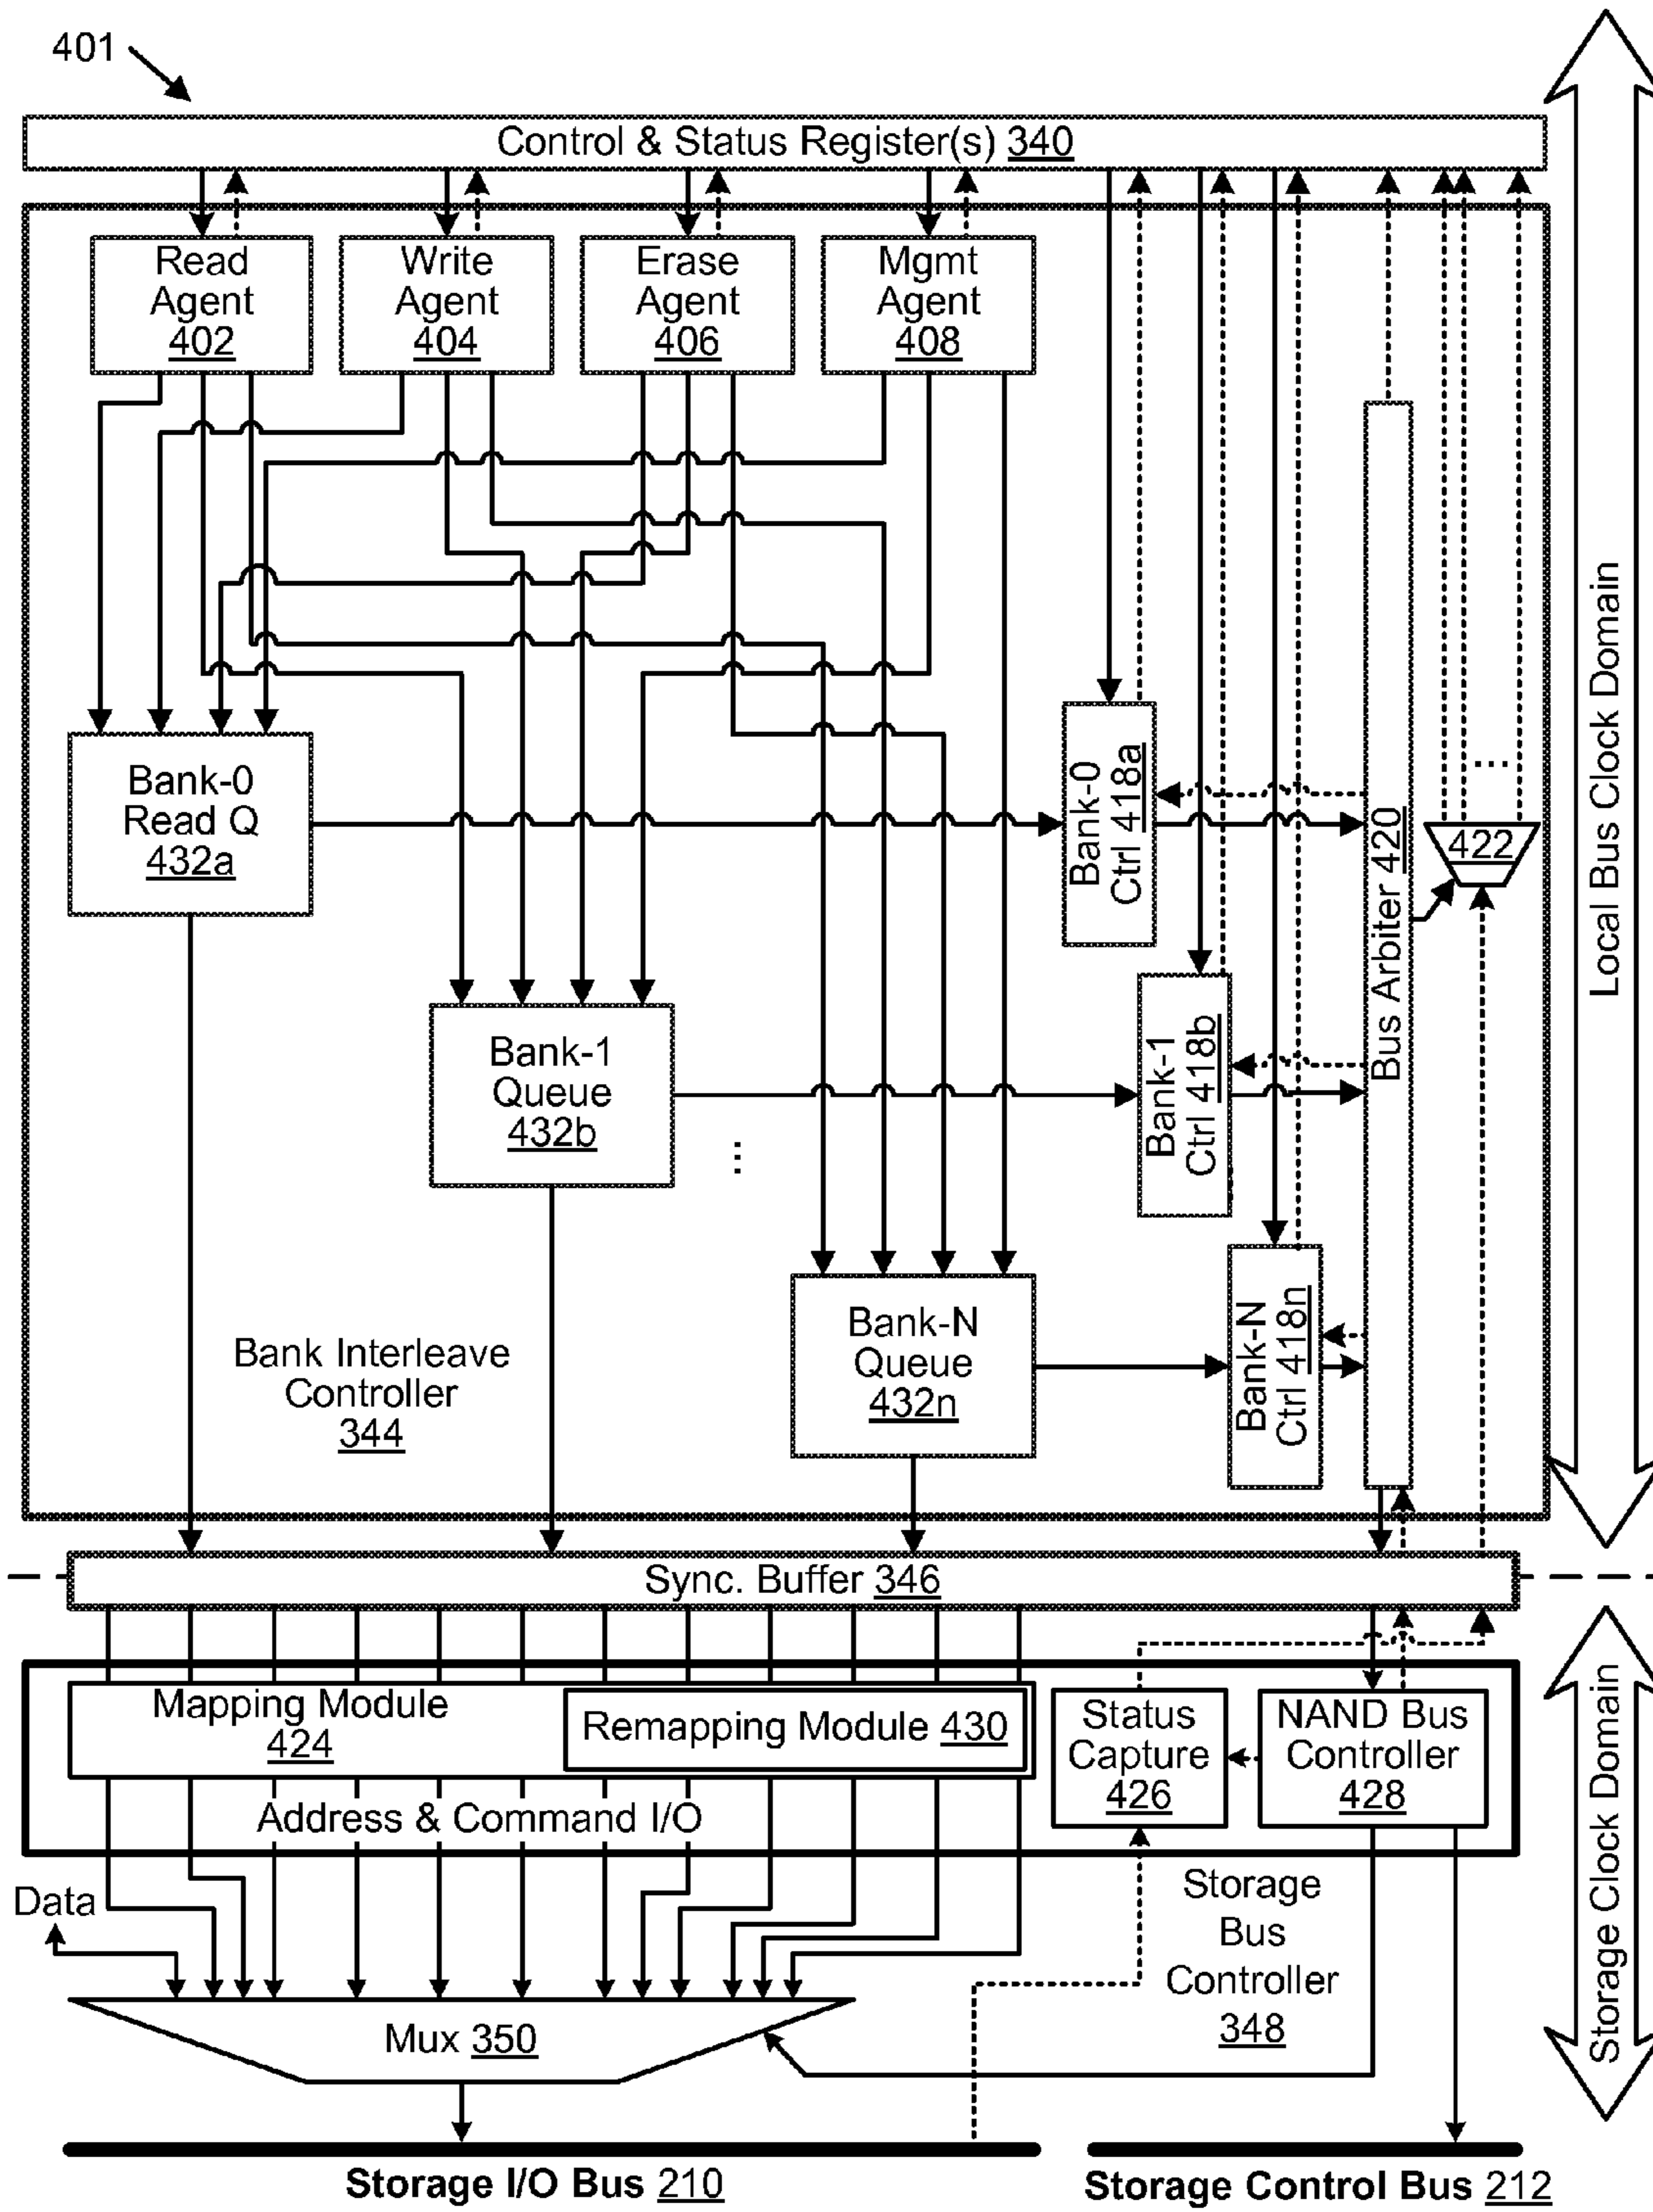 401
Control & Status Register(s) 340
Read
Agent
402
Write
Agent
404
Erase
Agent
406
Mgmt
Agent
408
Bank-0
Read Q
432a
Bank-0
Ctrl 418a
Bus Arbiter 420
422
...
Local Bus Clock Domain
Bank-1
Queue
432b
...
Bank-1
Ctrl 418b
Bank-N
Queue
432n
Bank-N
Ctrl 418n
Bank Interleave
Controller
344
Sync. Buffer 346
Mapping Module
424
Remapping Module 430
Status
Capture
426
NAND Bus
Controller
428
Address & Command I/O
Storage Clock Domain
Data
Storage
Bus
Controller
348
Mux 350
Storage I/O Bus 210
Storage Control Bus 212